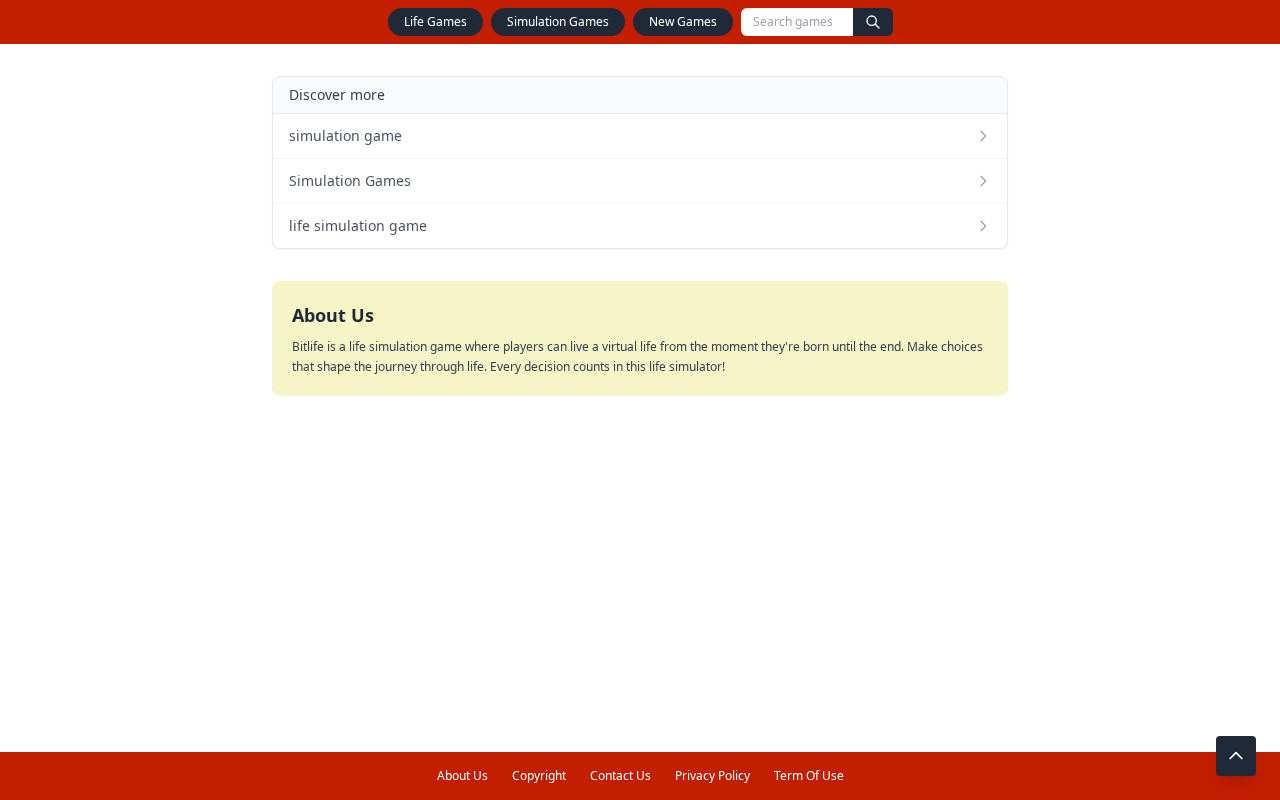 Life Games
Simulation Games
New Games
Search games
Discover more
simulation game
Simulation Games
life simulation game
About Us
Bitlife is a life simulation game where players can live a virtual life from the moment they're born until the end. Make choices
that shape the journey through life. Every decision counts in this life simulator!
About Us
Copyright
Contact Us
Privacy Policy
Term Of Use